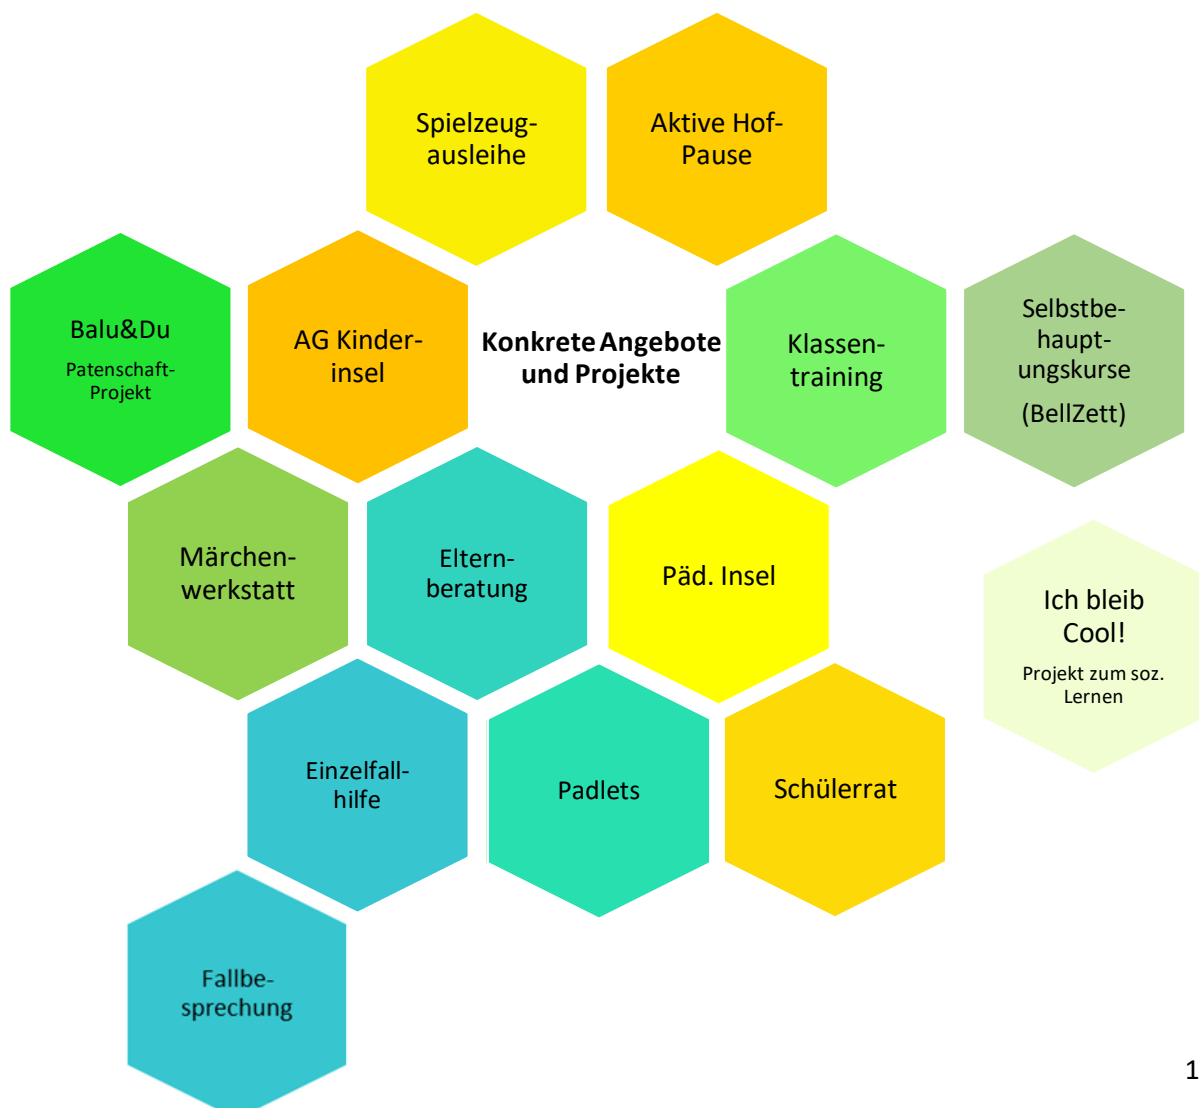 Spielzeug-
ausleihe
Aktive Hof-
Pause
Balu&Du
Patenschaft-
Projekt
AG Kinder-
insel
Konkrete Angebote
und Projekte
Klassen-
training
Selbstbe-
haupt-
ungskurse
(BellZett)
Märchen-
werkstatt
Eltern-
beratung
Päd. Insel
Ich bleib
Cool!
Projekt zum soz.
Lernen
Einzelfall-
hilfe
Padlets
Schülerrat
Fallbe-
sprechung
1